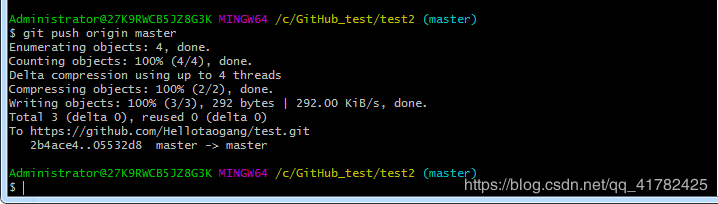 Administrator@27K9RWCB5JZ8G3K MINGW64 /c/GitHub_test/test2 (master)
$ git push origin master
Enumerating objects: 4, done.
Counting objects: 100% (4/4), done.
Delta compression using up to 4 threads
Compressing objects: 100% (2/2), done.
Writing objects: 100% (3/3), 292 bytes | 292.00 KiB/s, done.
Total 3 (delta 0), reused 0 (delta 0)
To https://github.com/Hellotaogang/test.git
   2b4ace4..05532d8  master -> master
Administrator@27K9RWCB5JZ8G3K MINGW64 /c/GitHub_test/test2 (master)
$
https://blog.csdn.net/qq_41782425